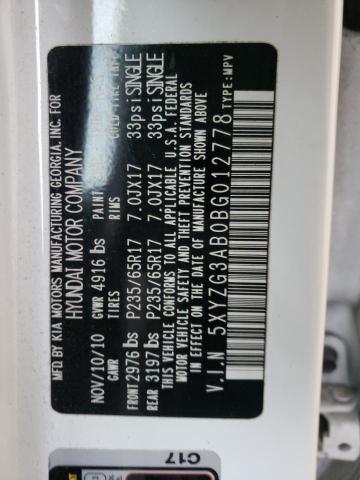 MFD BY KIA MOTORS MANUFACTURING GEORGIA, INC. FOR
HYUNDAI MOTOR COMPANY
NOV/10/10 GVWR 4916 lbs PAINT
GAWR TIRES RIMS COLD TIRE
FRONT 2976 lbs P235/65R17 7.0JX17 33psi SINGLE
REAR 3197 lbs P235/65R17 7.0JX17 33psi SINGLE
THIS VEHICLE CONFORMS TO ALL APPLICABLE U.S.A. FEDERAL
MOTOR VEHICLE SAFETY AND THEFT PREVENTION STANDARDS
IN EFFECT ON THE DATE OF MANUFACTURE SHOWN ABOVE
V.I.N 5XYZG3AB0BG012778 TYPE:MPV
C17